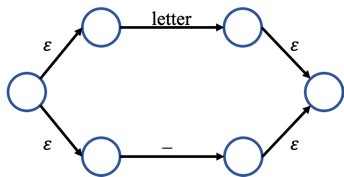 letter
ε ε
ε _ ε